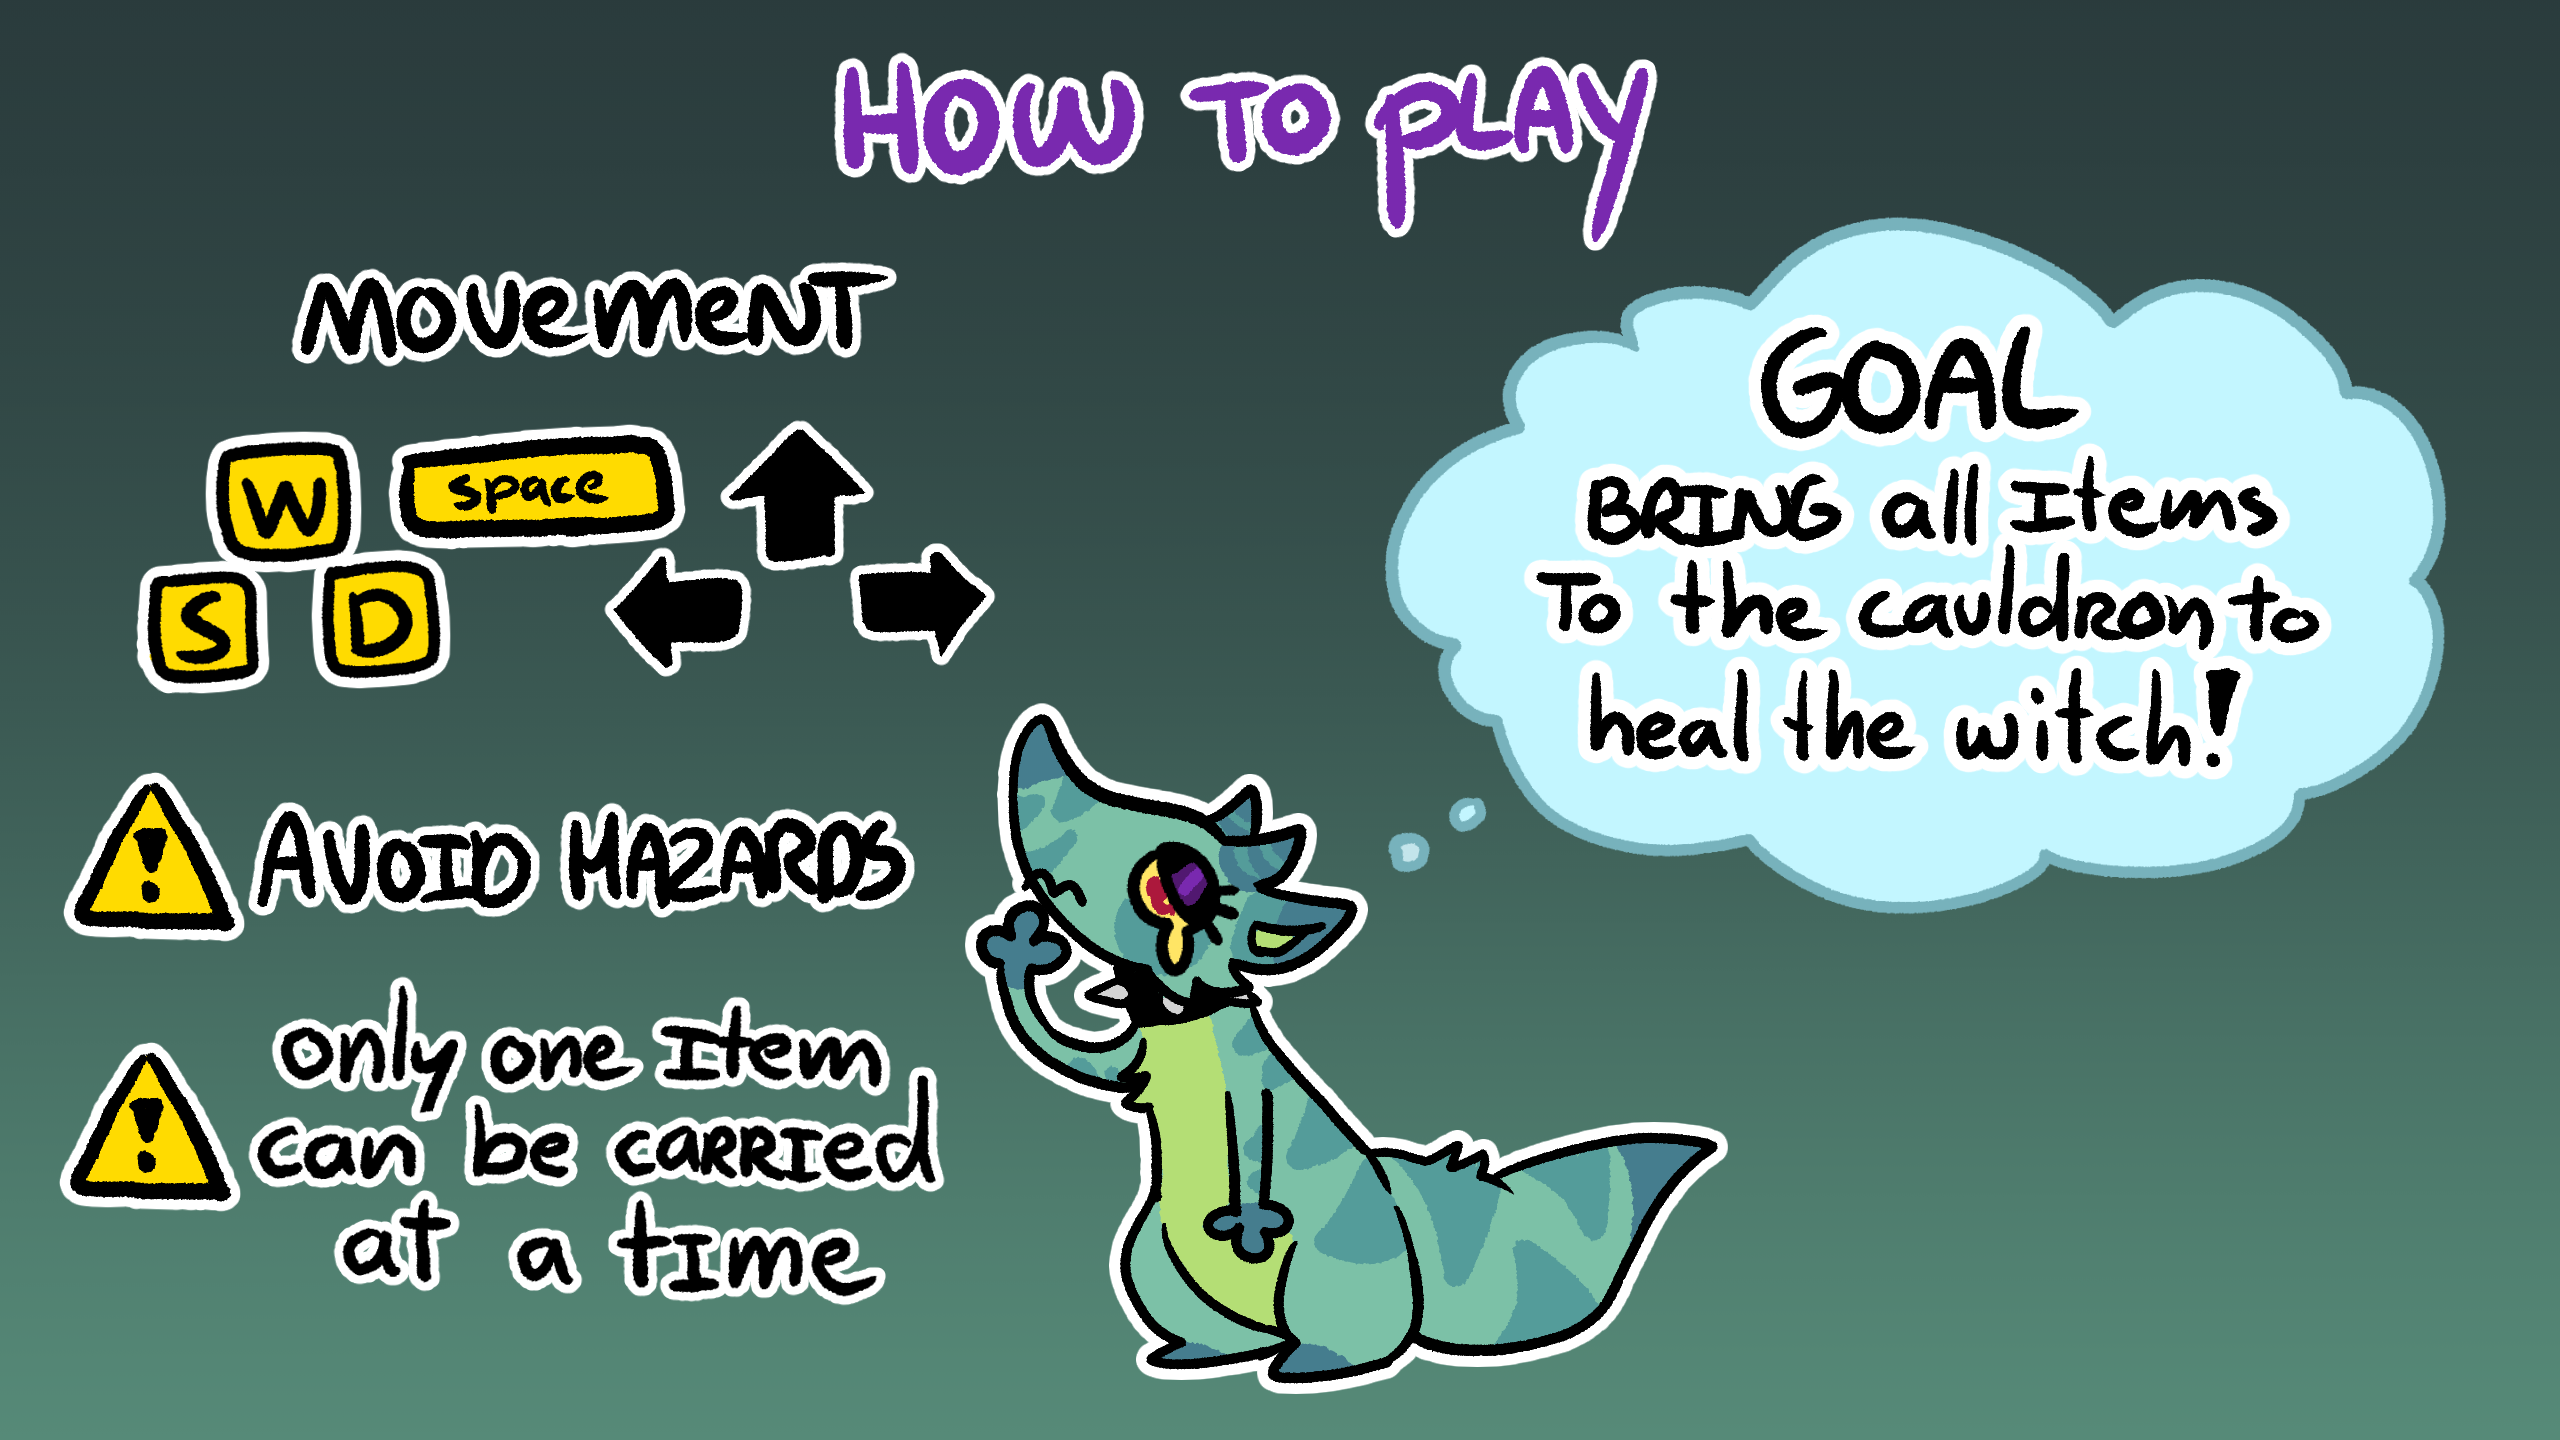 HOW TO PLAY
MOVEMENT
W space
S D
! AVOID HAZARDS
only one Item
! can be CARRIed
at a time
GOAL
BRING all Items
To the cauldron to
heal the witch!